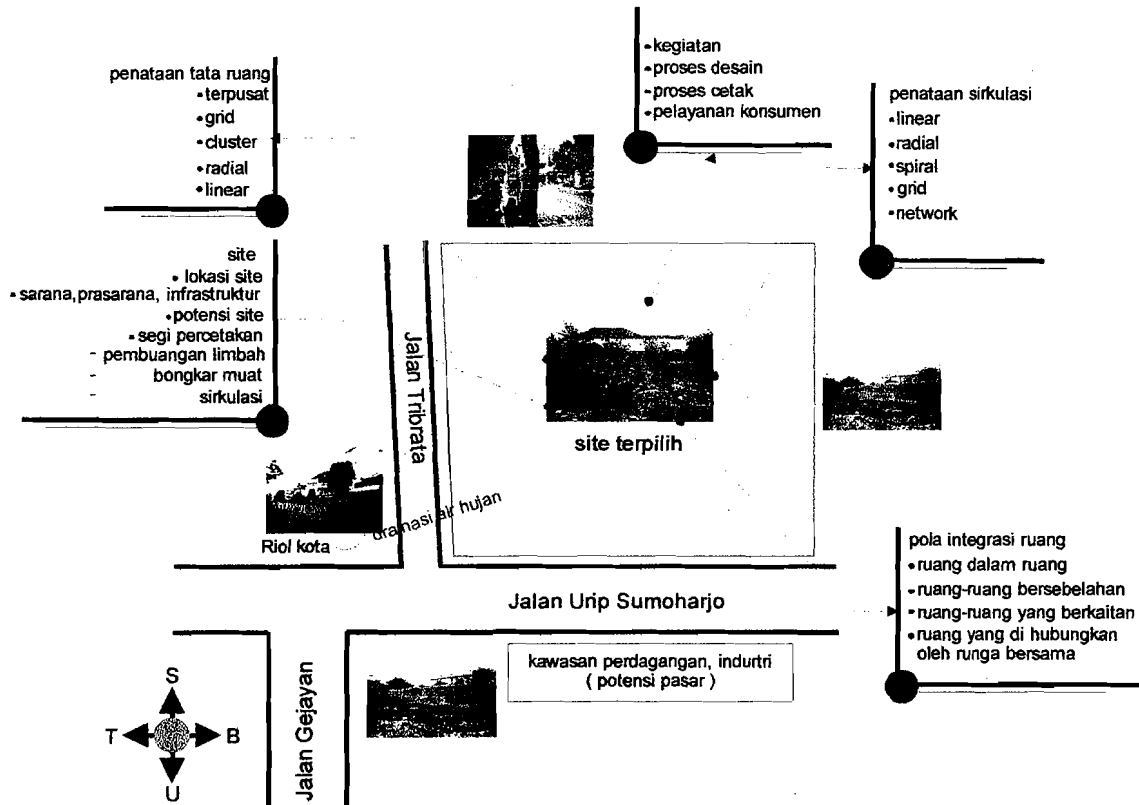 penataan tata ruang
•terpusat
•grid
•cluster
•radial
•linear
•kegiatan
•proses desain
•proses cetak
•pelayanan konsumen
penataan sirkulasi
•linear
•radial
•spiral
•grid
•network
site
•lokasi site
•sarana,prasarana, infrastruktur
•potensi site
•segi percetakan
- pembuangan limbah
- bongkar muat
- sirkulasi
Jalan Tribrata
site terpilih
Riol kota
drainasi air hujan
Jalan Urip Sumoharjo
pola integrasi ruang
•ruang dalam ruang
•ruang-ruang bersebelahan
•ruang-ruang yang berkaitan
•ruang yang di hubungkan
oleh runga bersama
kawasan perdagangan, indurtri
( potensi pasar )
Jalan Gejayan
S
T
B
U